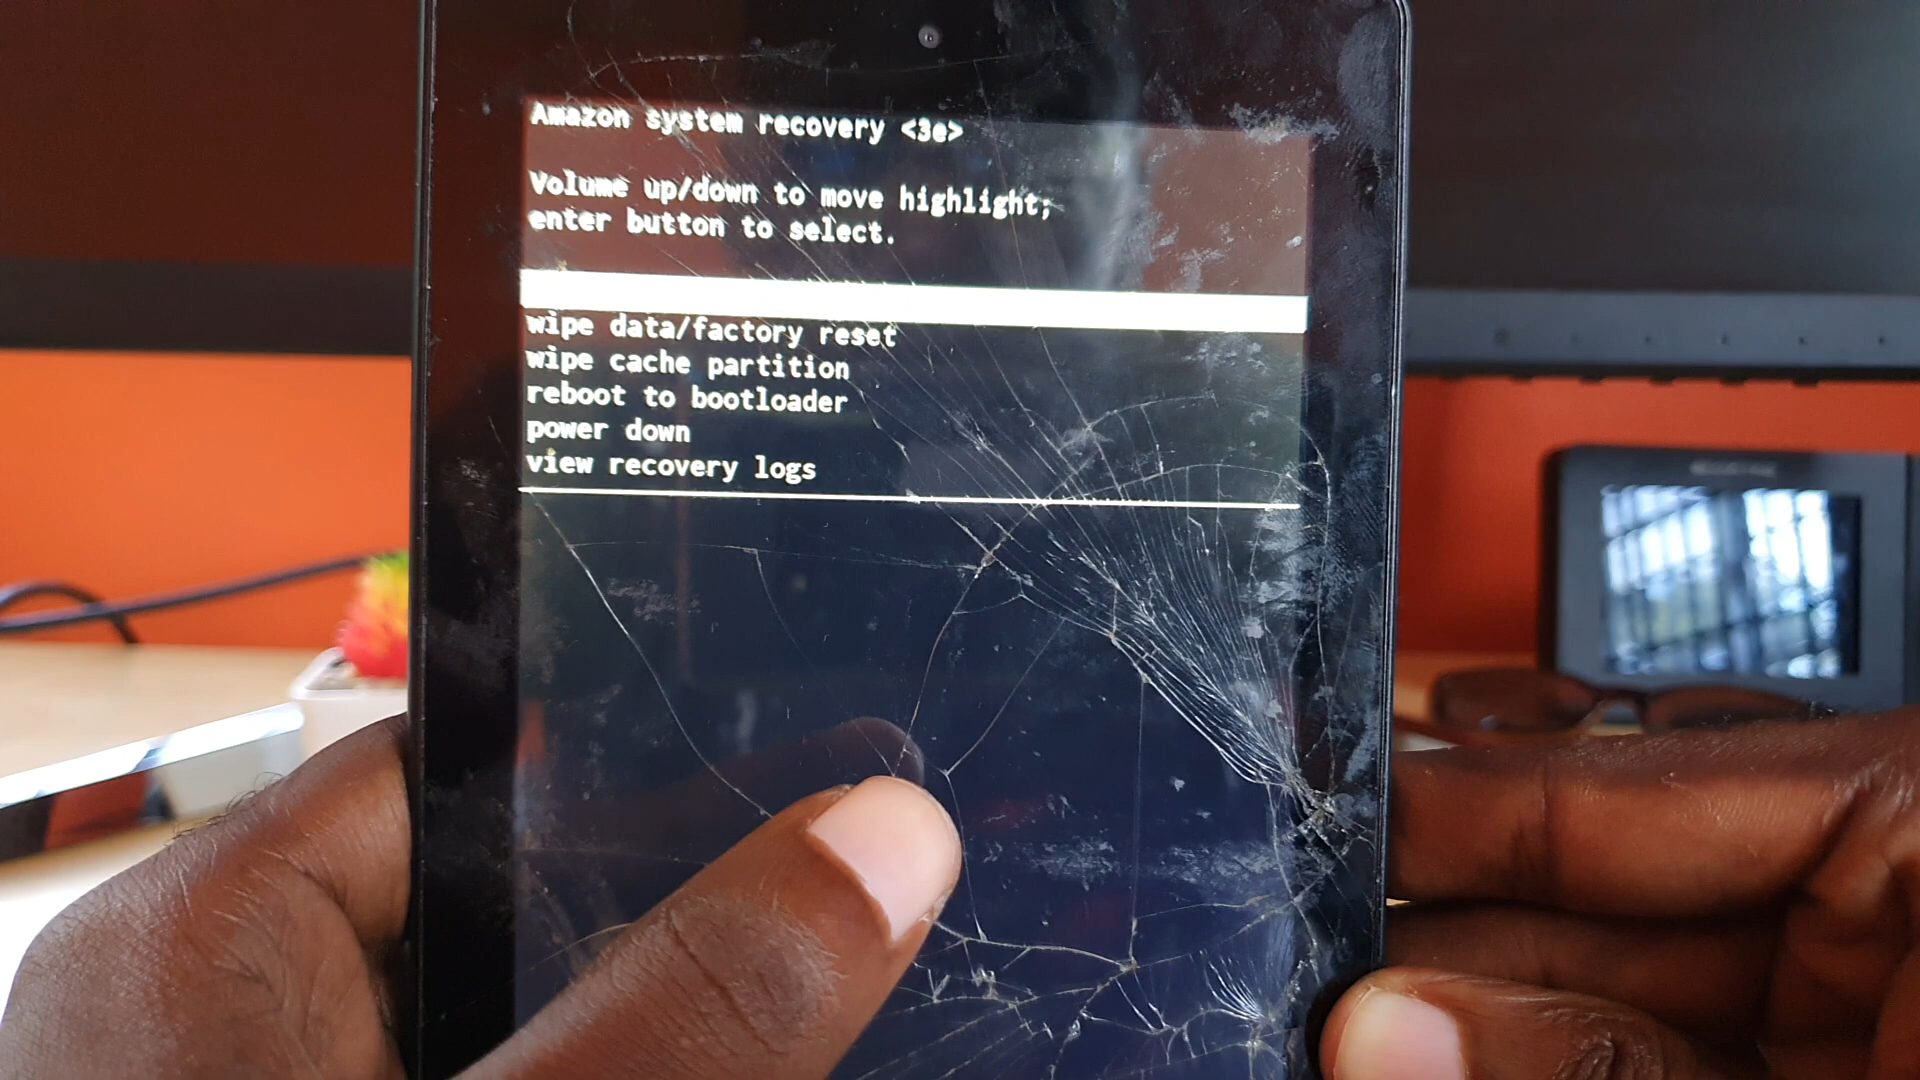 Amazon system recovery <3e>
Volume up/down to move highlight;
enter button to select.
wipe data/factory reset
wipe cache partition
reboot to bootloader
power down
view recovery logs